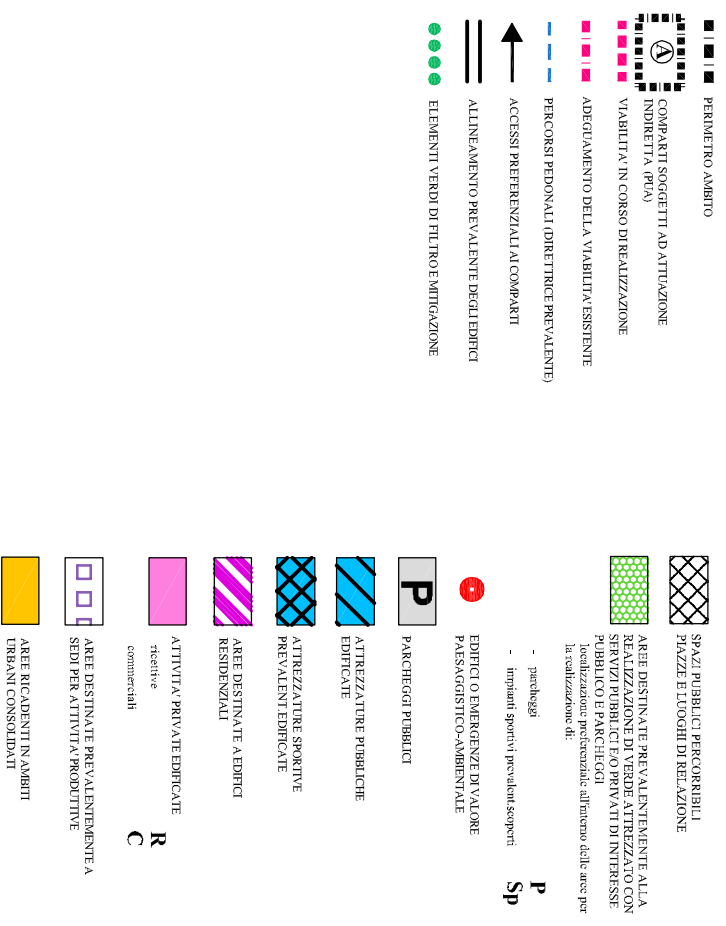 PERIMETRO AMBITO
A
COMPARTI SOGGETTI AD ATTUAZIONE
INDIRETTA (PUA)
VIABILITA' IN CORSO DI REALIZZAZIONE
ADEGUAMENTO DELLA VIABILITA' ESISTENTE
PERCORSI PEDONALI (DIRETTRICE PREVALENTE)
ACCESSI PREFERENZIALI AI COMPARTI
ALLINEAMENTO PREVALENTE DEGLI EDIFICI
ELEMENTI VERDI DI FILTRO E MITIGAZIONE
SPAZI PUBBLICI PERCORRIBILI
PIAZZE E LUOGHI DI RELAZIONE
AREE DESTINATE PREVALENTEMENTE ALLA
REALIZZAZIONE DI VERDE ATTREZZATO CON
SERVIZI PUBBLICI E/O PRIVATI DI INTERESSE
PUBBLICO E PARCHEGGI
localizzazione preferenziale all'interno delle aree per
la realizzazione di:
- parcheggi P
- impianti sportivi prevalent.scoperti Sp
EDIFICI O EMERGENZE DI VALORE
PAESAGGISTICO-AMBIENTALE
P
PARCHEGGI PUBBLICI
ATTREZZATURE PUBBLICHE
EDIFICATE
ATTREZZATURE SPORTIVE
PREVALENT.EDIFICATE
AREE DESTINATE A EDIFICI
RESIDENZIALI
ATTIVITA' PRIVATE EDIFICATE
ricettive R
commerciali C
AREE DESTINATE PREVALENTEMENTE A
SEDI PER ATTIVITA' PRODUTTIVE
AREE RICADENTI IN AMBITI
URBANI CONSOLIDATI